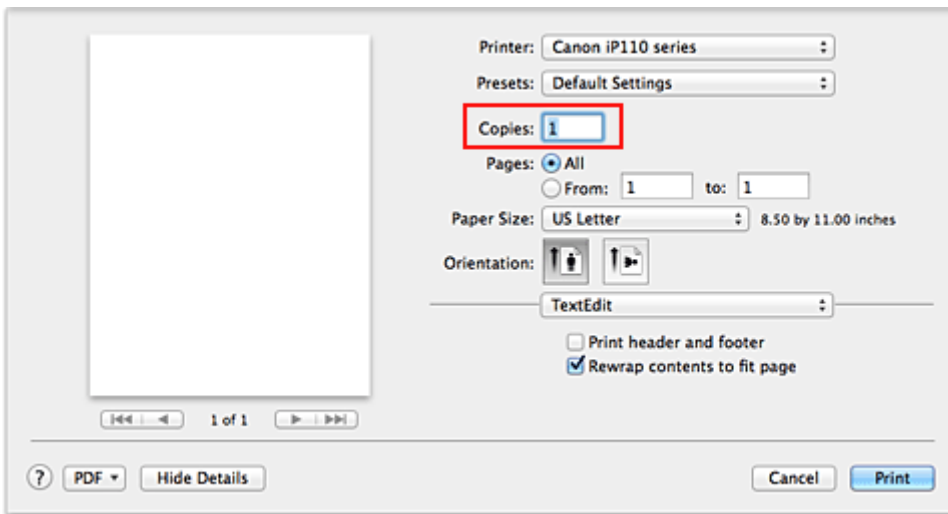 Printer: Canon iP110 series
Presets: Default Settings
Copies: 1
Pages: All
From: 1 to: 1
Paper Size: US Letter 8.50 by 11.00 inches
Orientation:
TextEdit
Print header and footer
Rewrap contents to fit page
1 of 1
? PDF Hide Details Cancel Print